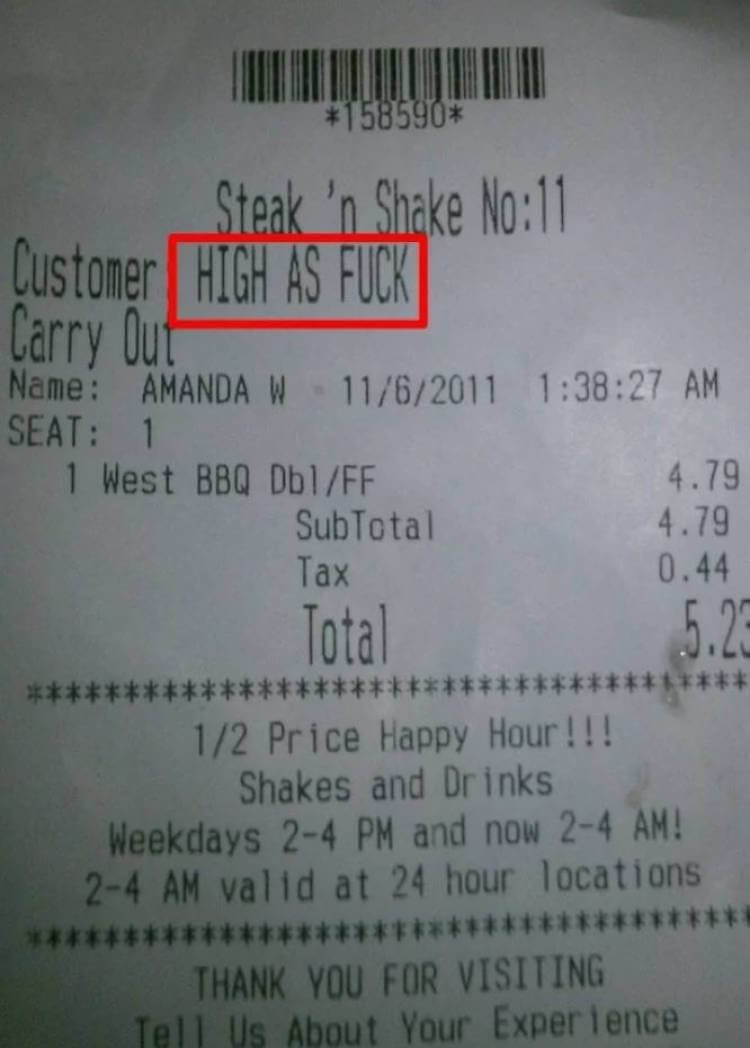 *158590*
Steak 'n Shake No:11
Customer: HIGH AS FUCK
Carry Out
Name: AMANDA W 11/6/2011 1:38:27 AM
SEAT: 1
1 West BBQ Dbl/FF 4.79
SubTotal 4.79
Tax 0.44
Total 5.23
****************************************
1/2 Price Happy Hour!!!
Shakes and Drinks
Weekdays 2-4 PM and now 2-4 AM!
2-4 AM valid at 24 hour locations
****************************************
THANK YOU FOR VISITING
Tell Us About Your Experience